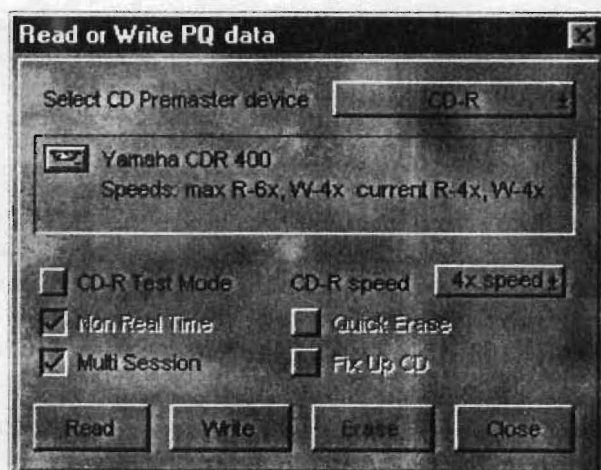 Read or Write PQ data
Select CD Premaster device CD-R
Yamaha CDR 400
Speeds: max R-6x, W-4x current R-4x, W-4x
CD-R Test Mode CD-R speed 4x speed
Non Real Time Quick Erase
Multi Session Fix Up CD
Read Write Erase Close